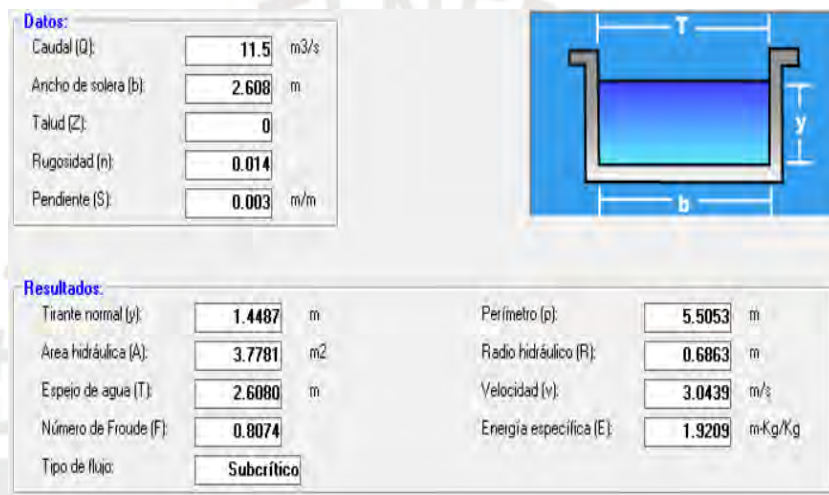 Datos:
Caudal (Q): 11.5 m3/s
Ancho de solera (b): 2.608 m
Talud (Z): 0
Rugosidad (n): 0.014
Pendiente (S): 0.003 m/m
T
y
b
Resultados:
Tirante normal (y): 1.4487 m Perímetro (p): 5.5053 m
Area hidráulica (A): 3.7781 m2 Radio hidráulico (R): 0.6863 m
Espejo de agua (T): 2.6080 m Velocidad (v): 3.0439 m/s
Número de Froude (F): 0.8074 Energía específica (E): 1.9209 m-Kg/Kg
Tipo de flujo: Subcrítico